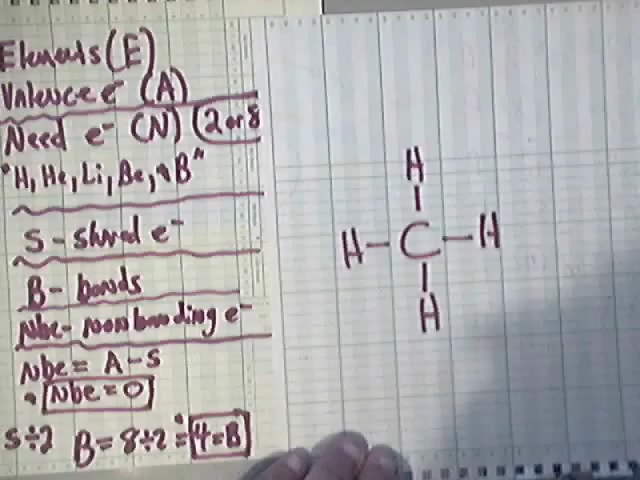 Elements (E)
Valence e⁻ (A)
Need e⁻ (N) (2 or 8
"H, He, Li, Be, & B"
S - shared e⁻
B - bonds
Nbe - nonbonding e⁻
Nbe = A - S
Nbe = 0
S÷2 B = 8÷2 = 4 = B
H
H - C - H
H